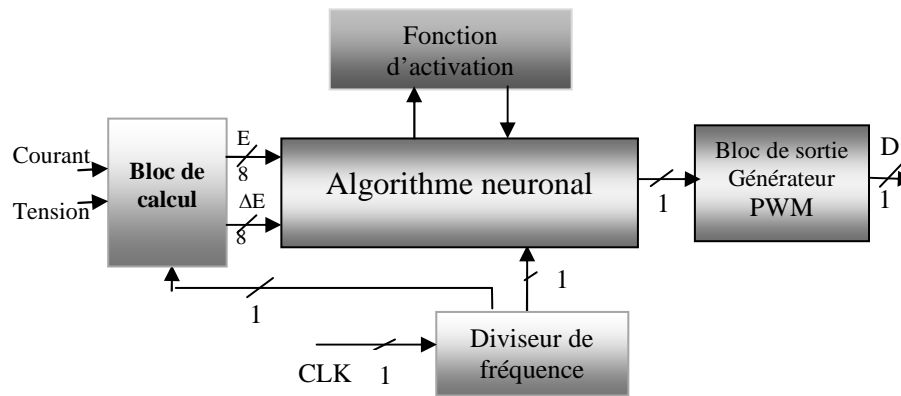 Fonction
d'activation
Courant
Tension
Bloc de
calcul
E
8
ΔE
8
Algorithme neuronal
1
Bloc de sortie
Générateur
PWM
D
1
1
1
CLK
1
Diviseur de
fréquence